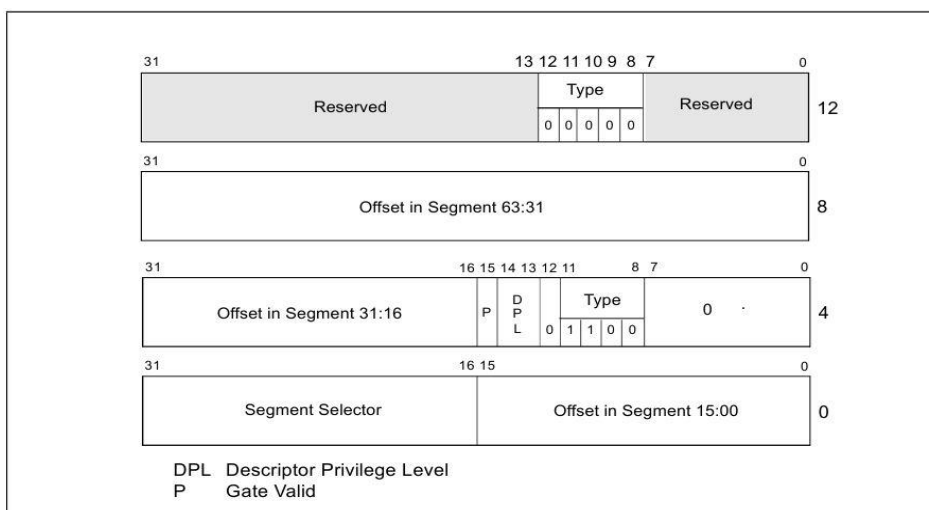 31 13 12 11 10 9 8 7 0
Reserved Type Reserved 12
0 0 0 0 0
31 0
Offset in Segment 63:31 8
31 16 15 14 13 12 11 8 7 0
Offset in Segment 31:16 P DPL 0 Type 0 4
1 1 0 0
31 16 15 0
Segment Selector Offset in Segment 15:00 0
DPL Descriptor Privilege Level
P Gate Valid